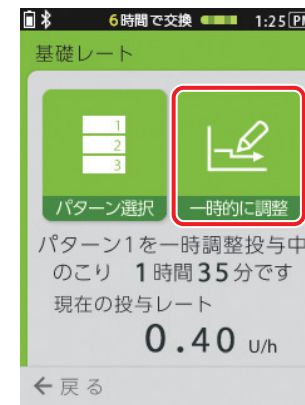 6時間で交換 1:25 PM
基礎レート
1
2
3
パターン選択 一時的に調整
パターン1を一時調整投与中
のこり 1時間35分です
現在の投与レート
0.40 U/h
←戻る